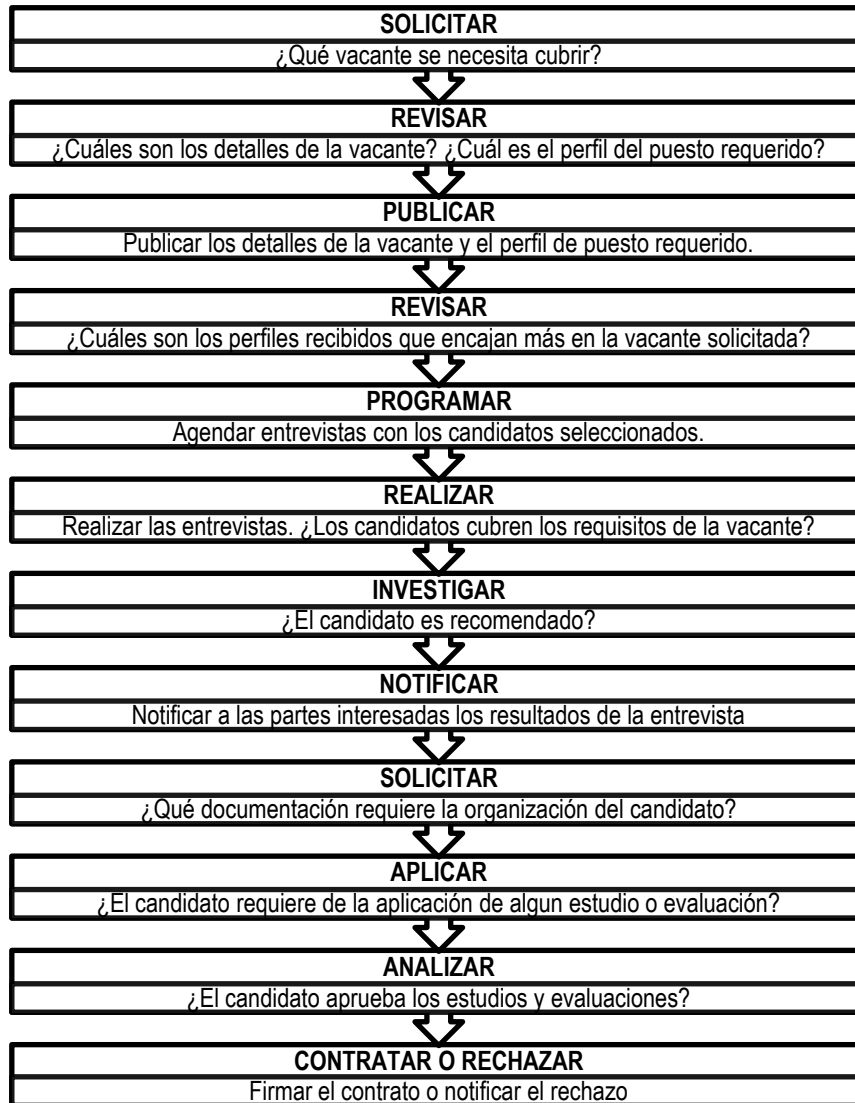 SOLICITAR
¿Qué vacante se necesita cubrir?
REVISAR
¿Cuáles son los detalles de la vacante? ¿Cuál es el perfil del puesto requerido?
PUBLICAR
Publicar los detalles de la vacante y el perfil de puesto requerido.
REVISAR
¿Cuáles son los perfiles recibidos que encajan más en la vacante solicitada?
PROGRAMAR
Agendar entrevistas con los candidatos seleccionados.
REALIZAR
Realizar las entrevistas. ¿Los candidatos cubren los requisitos de la vacante?
INVESTIGAR
¿El candidato es recomendado?
NOTIFICAR
Notificar a las partes interesadas los resultados de la entrevista
SOLICITAR
¿Qué documentación requiere la organización del candidato?
APLICAR
¿El candidato requiere de la aplicación de algun estudio o evaluación?
ANALIZAR
¿El candidato aprueba los estudios y evaluaciones?
CONTRATAR O RECHAZAR
Firmar el contrato o notificar el rechazo